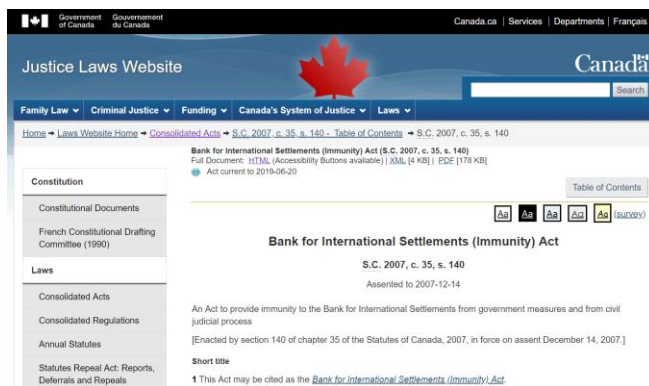 Government of Canada
Gouvernement du Canada
Canada.ca | Services | Departments | Français
Justice Laws Website
Canada
Search
Family Law Criminal Justice Funding Canada's System of Justice Laws
Home → Laws Website Home → Consolidated Acts → S.C. 2007, c. 35, s. 140 - Table of Contents → S.C. 2007, c. 35, s. 140
Bank for International Settlements (Immunity) Act (S.C. 2007, c. 35, s. 140)
Full Document: HTML (Accessibility Buttons available) | XML [4 KB] | PDF [178 KB]
Act current to 2019-06-20
Table of Contents
Aa Aa Aa Aa Aa (survey)
Constitution
Constitutional Documents
French Constitutional Drafting
Committee (1990)
Laws
Consolidated Acts
Consolidated Regulations
Annual Statutes
Statutes Repeal Act: Reports,
Deferrals and Repeals
Bank for International Settlements (Immunity) Act
S.C. 2007, c. 35, s. 140
Assented to 2007-12-14
An Act to provide immunity to the Bank for International Settlements from government measures and from civil
judicial process
[Enacted by section 140 of chapter 35 of the Statutes of Canada, 2007, in force on assent December 14, 2007.]
Short title
1 This Act may be cited as the Bank for International Settlements (Immunity) Act.